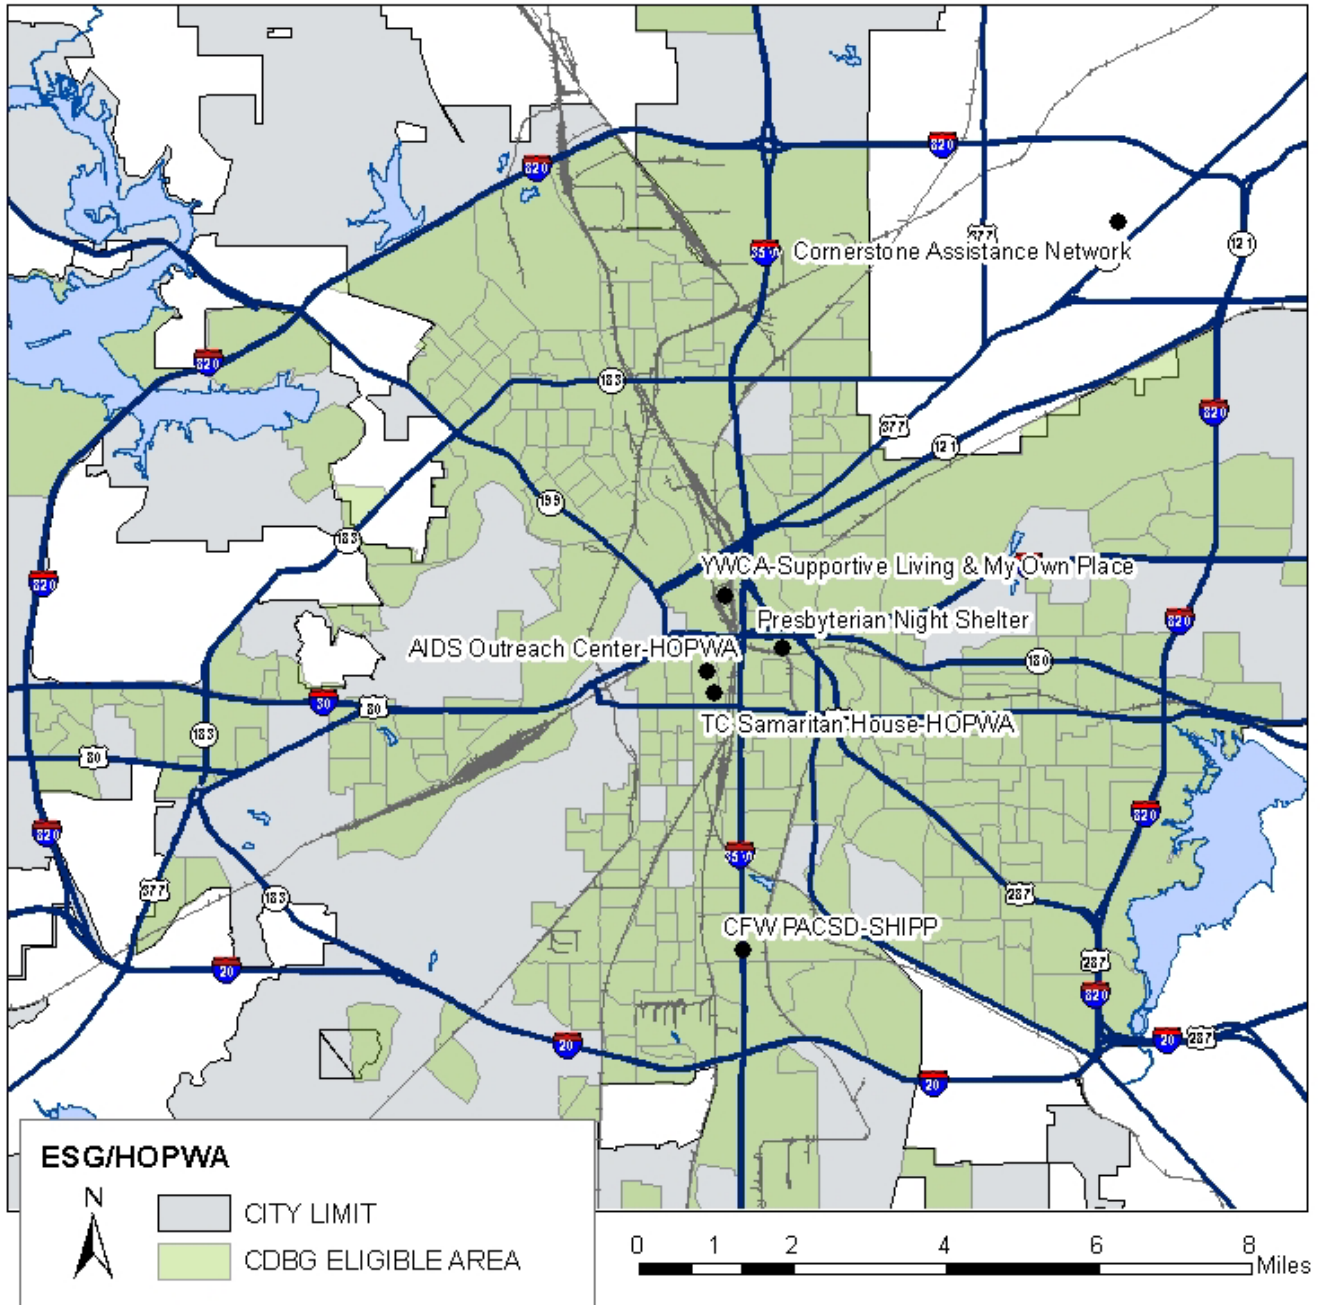 820
820
35W
377
Cornerstone Assistance Network
121
820
183
820
377
121
199
183
820
YWCA-Supportive Living & My Own Place
Presbyterian Night Shelter
820
AIDS Outreach Center-HOPWA
180
30
80
183
TC Samaritan House-HOPWA
80
820
820
35W
377
183
287
CFW PACSD-SHIPP
287
20
820
20
20
287
20
ESG/HOPWA
N
CITY LIMIT
CDBG ELIGIBLE AREA
0 1 2 4 6 8
Miles